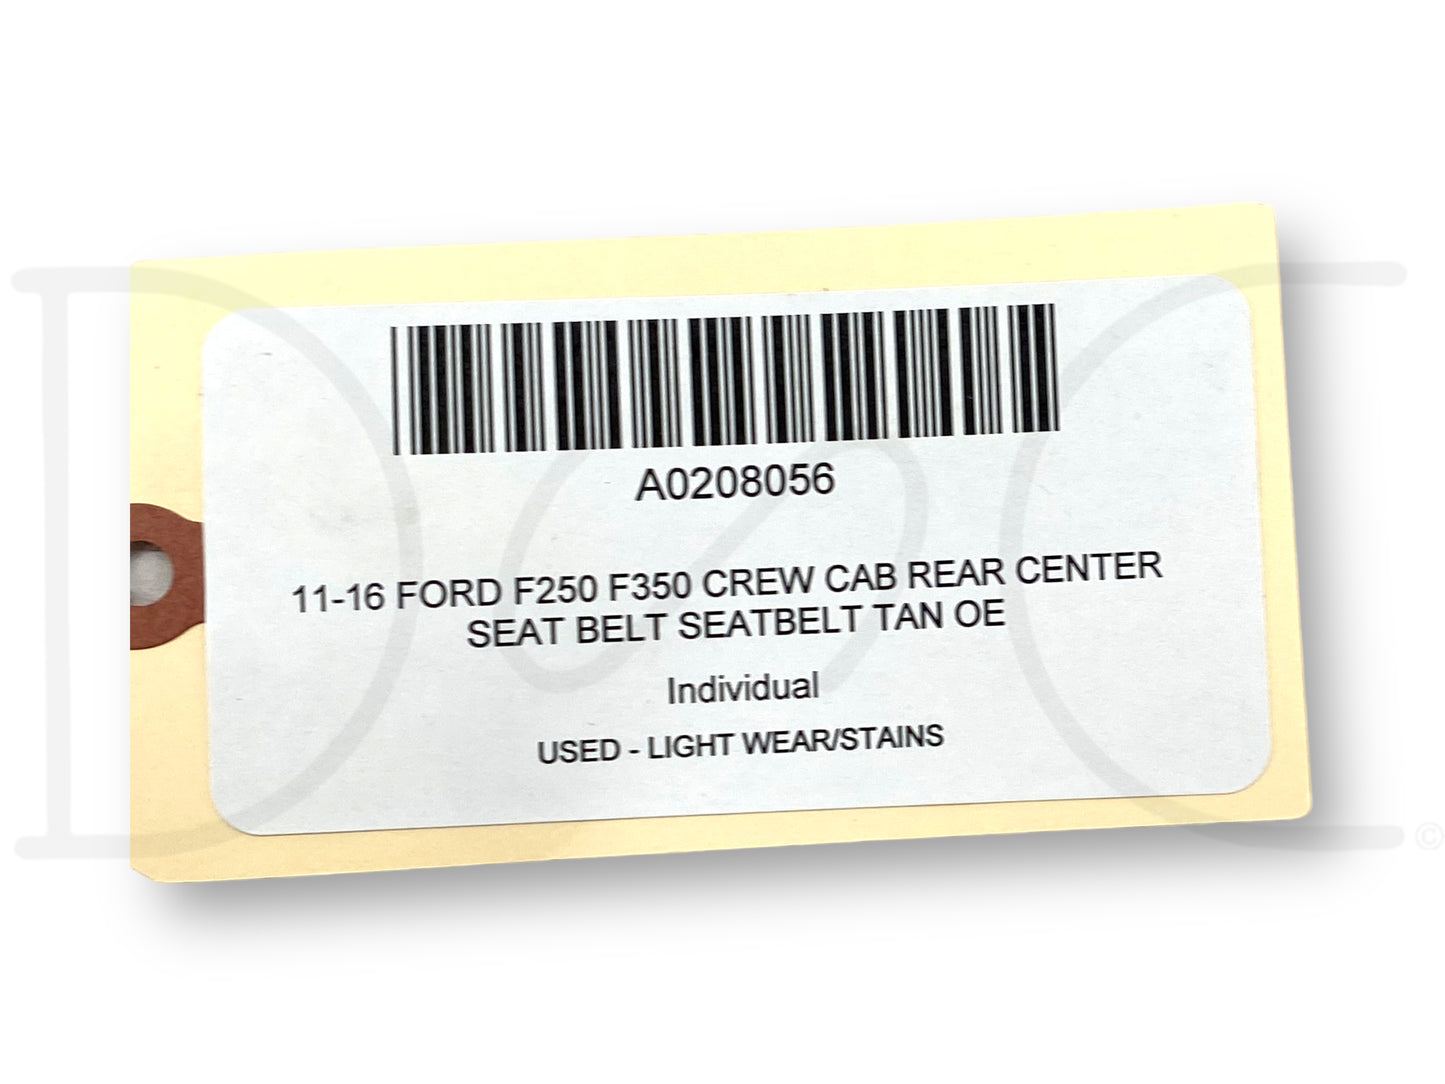 A0208056
11-16 FORD F250 F350 CREW CAB REAR CENTER
SEAT BELT SEATBELT TAN OE
Individual
USED - LIGHT WEAR/STAINS
©